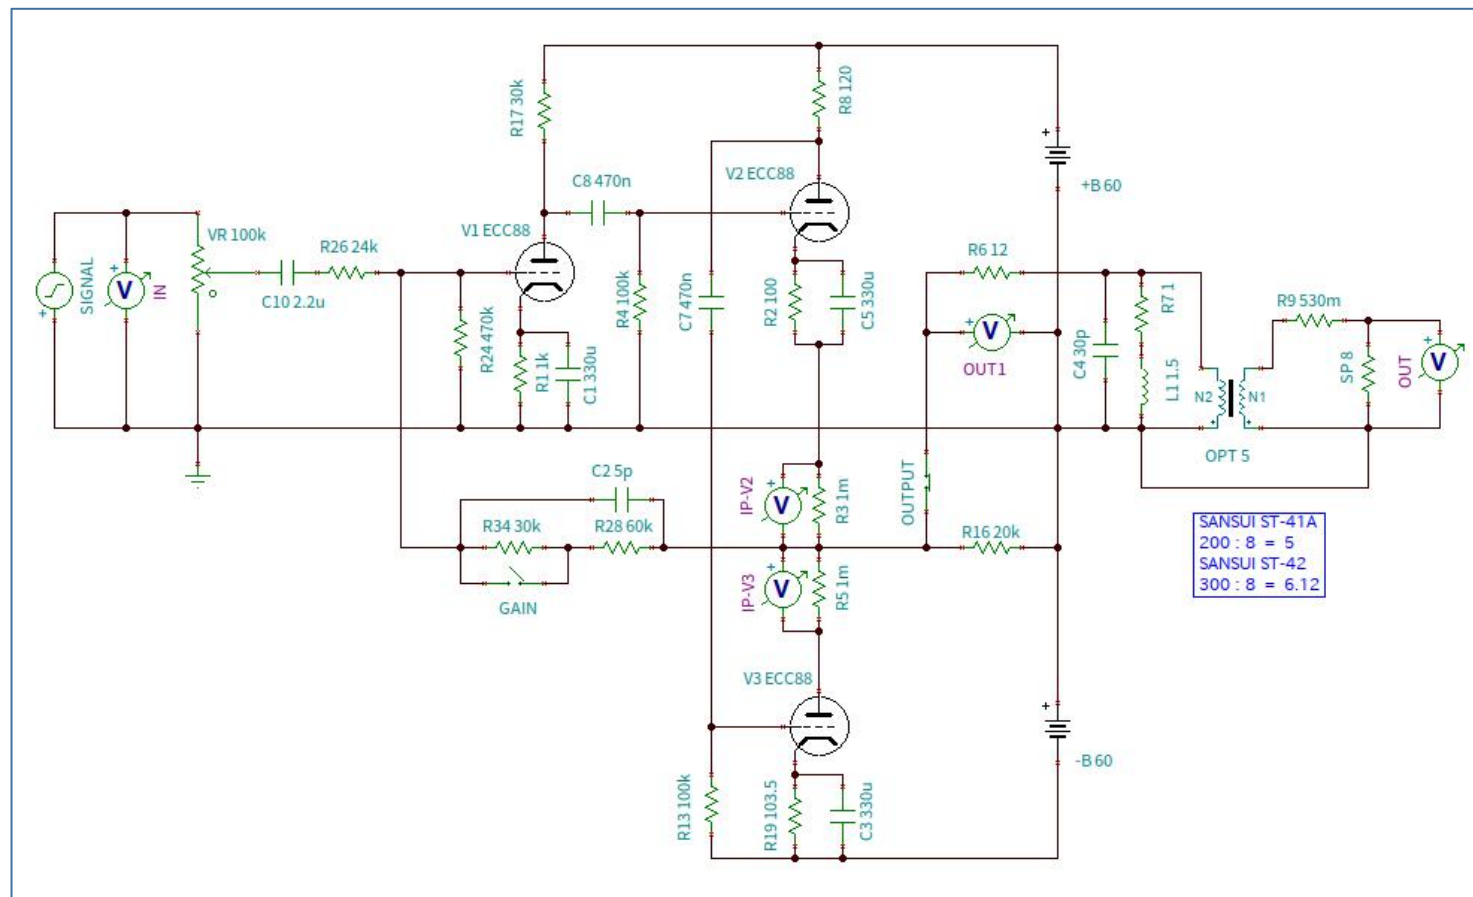 R17 30k
R8 120
+
+B 60
V2 ECC88
C8 470n
V1 ECC88
VR 100k
R26 24k
C10 2.2u
SIGNAL
+
+
V
IN
R24 470k
R1 1k
C1 330u
R4 100k
C7 470n
R2 100
C5 330u
R6 12
+
V
OUT1
C4 30p
R7 1
L1 1.5
N2
N1
OPT 5
R9 530m
SP 8
+
V
OUT
C2 5p
R34 30k
R28 60k
GAIN
IP-V2
+
V
R3 1m
OUTPUT
R16 20k
IP-V3
+
V
R5 1m
SANSUI ST-41A
200 : 8 = 5
SANSUI ST-42
300 : 8 = 6.12
V3 ECC88
+
-B 60
R13 100k
R19 103.5
C3 330u